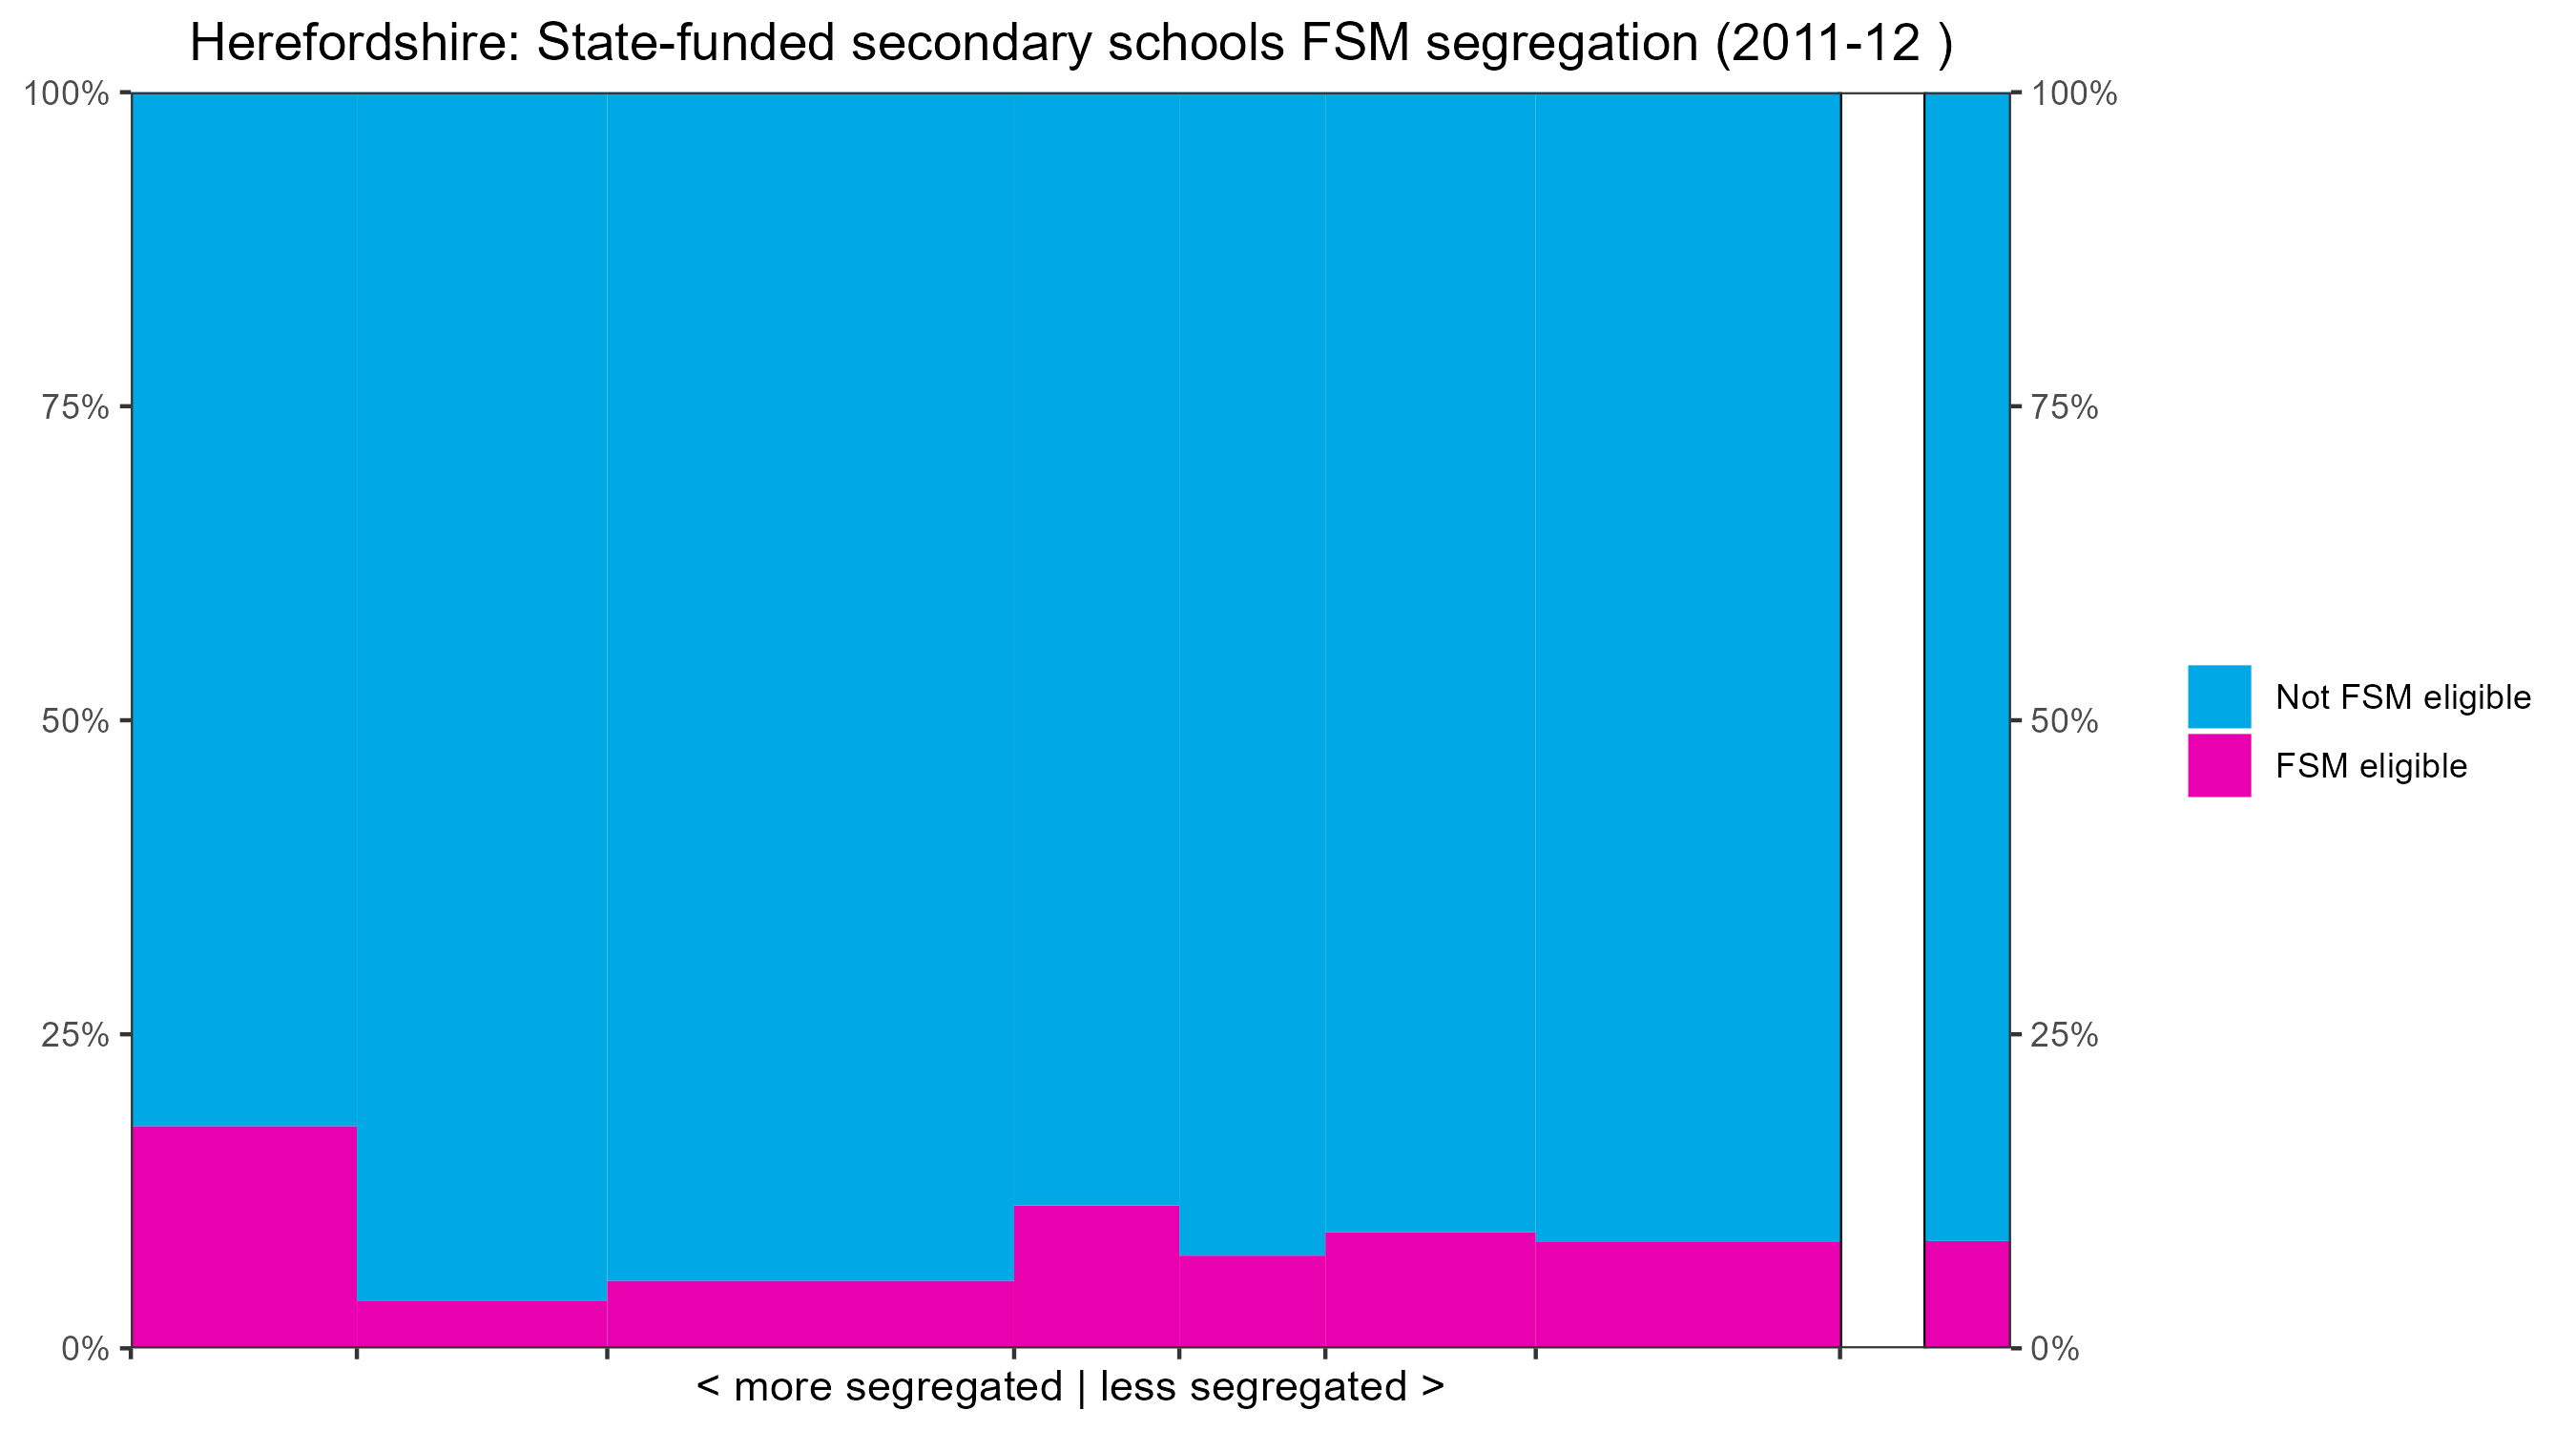 Herefordshire: State-funded secondary schools FSM segregation (2011-12 )
100%
75%
50%
25%
0%
100%
75%
50%
25%
0%
< more segregated | less segregated >
Not FSM eligible
FSM eligible